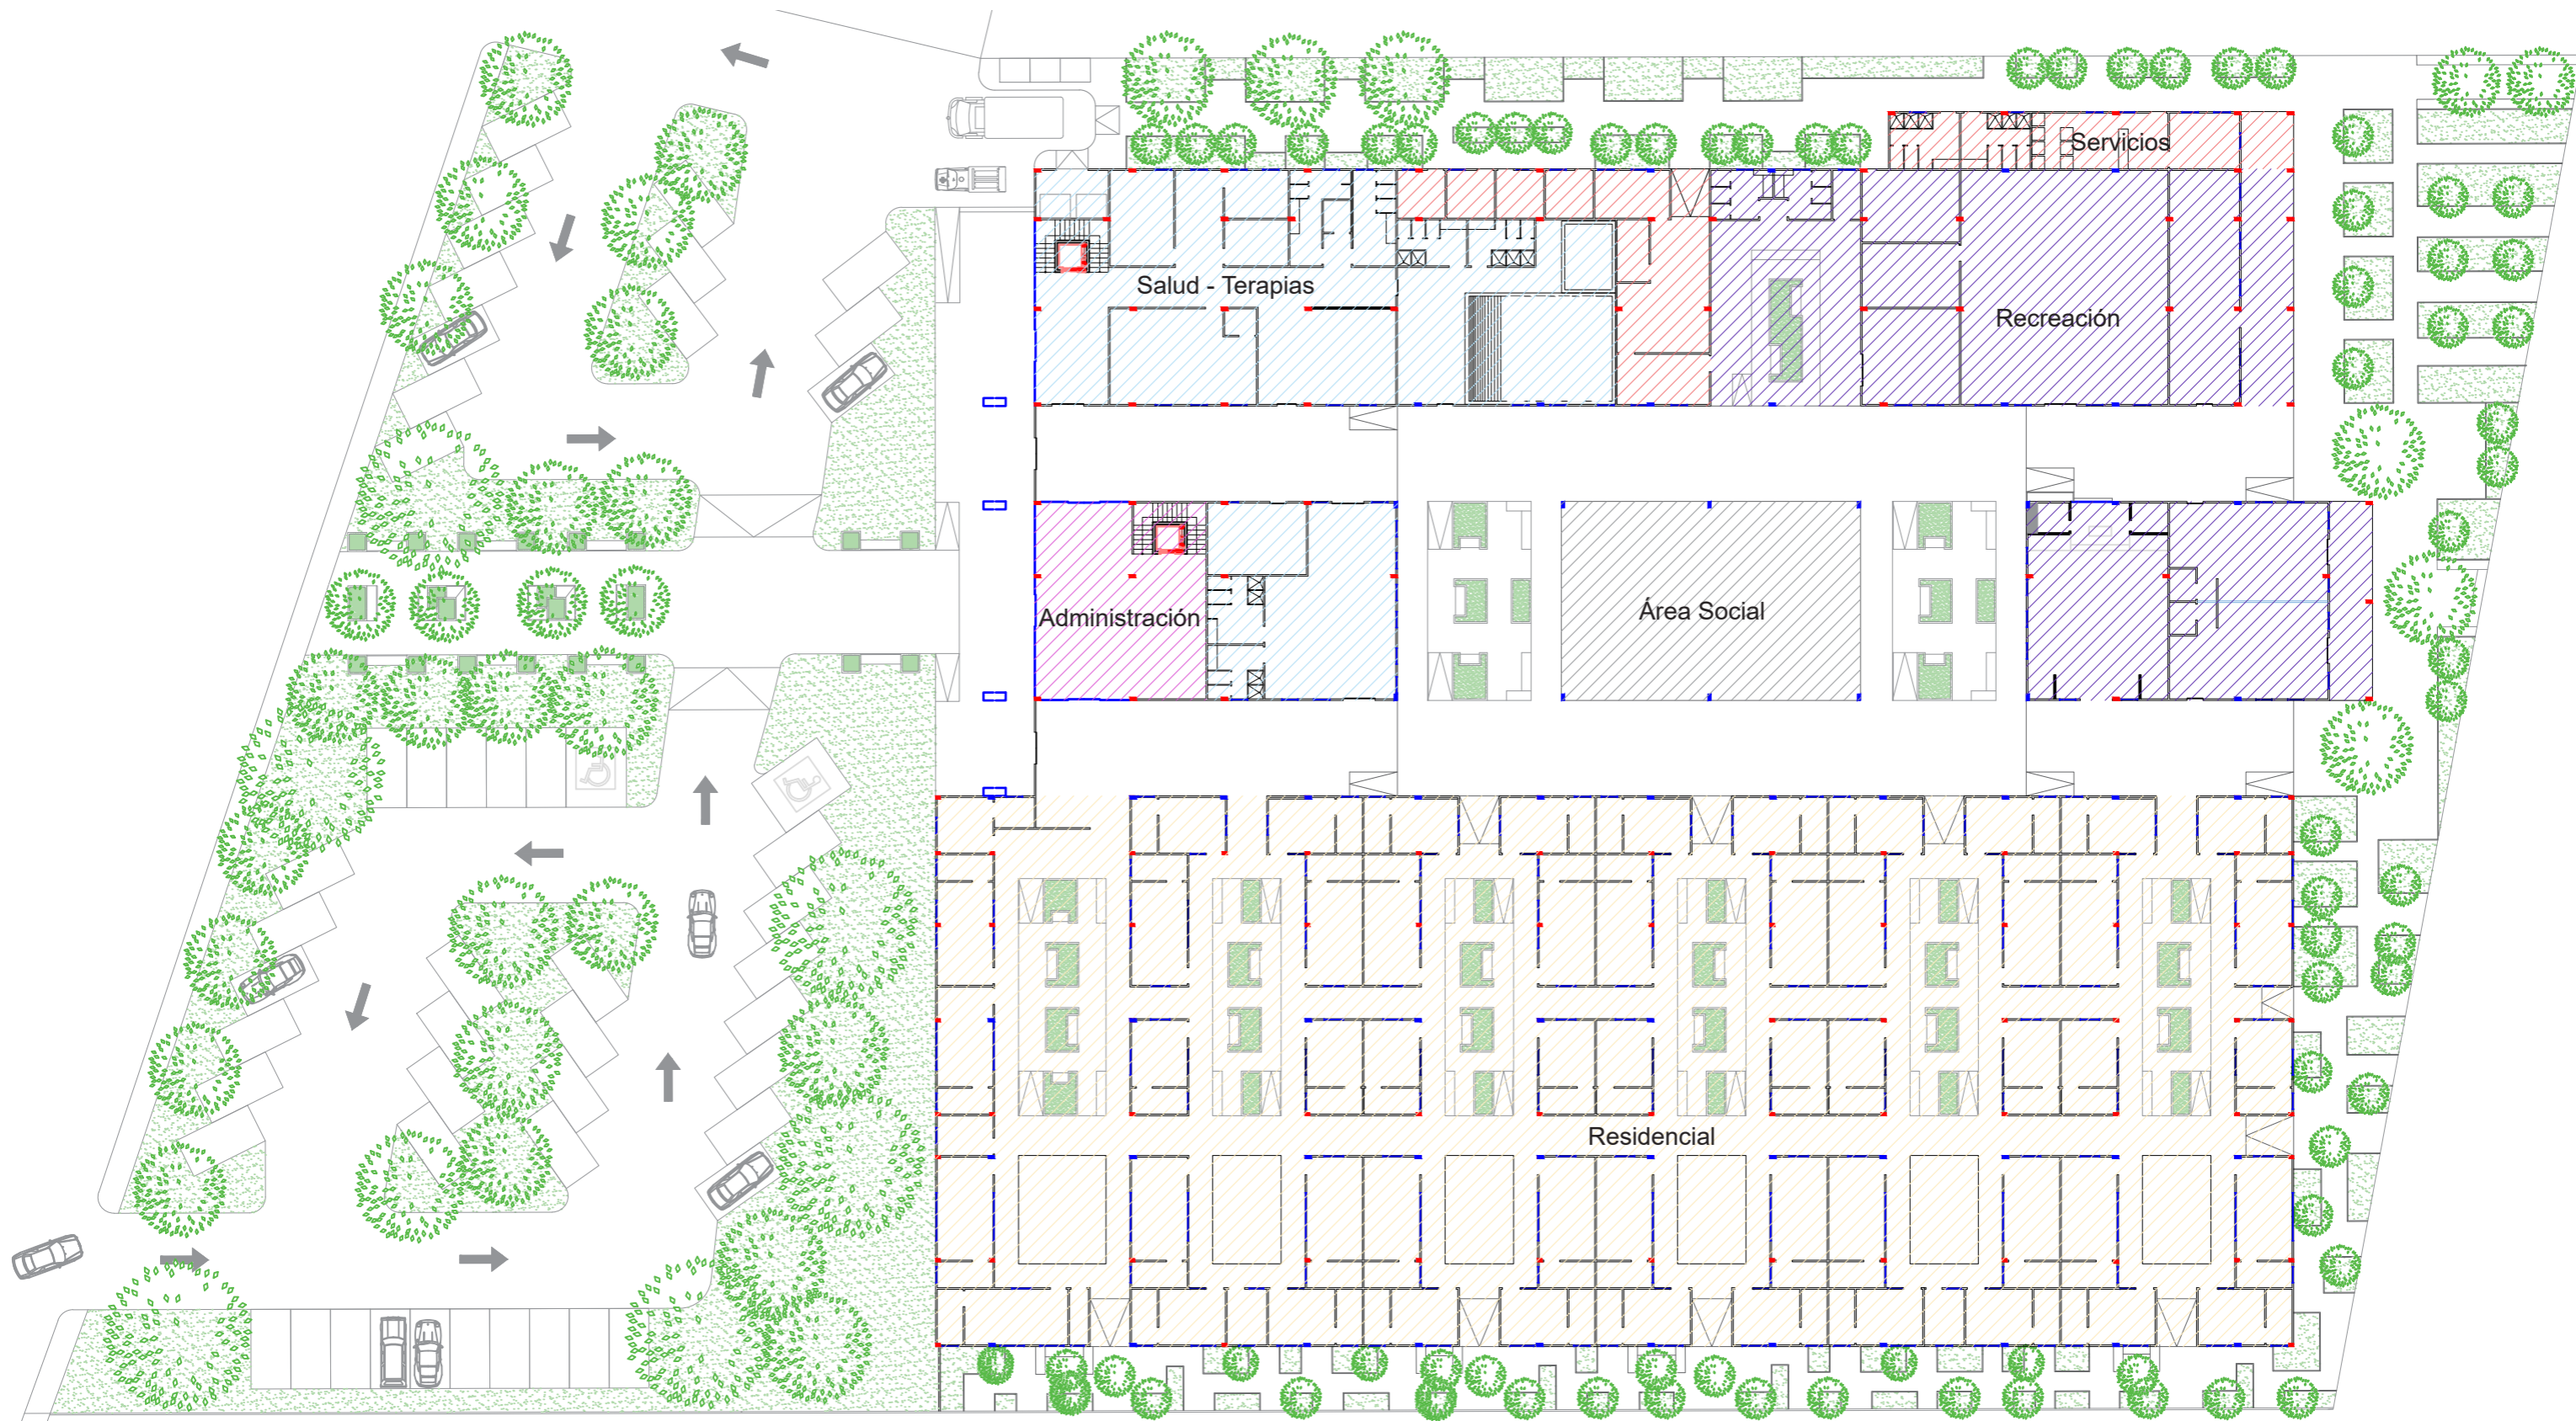 Servicios
Salud - Terapias
Recreación
Administración
Área Social
Residencial